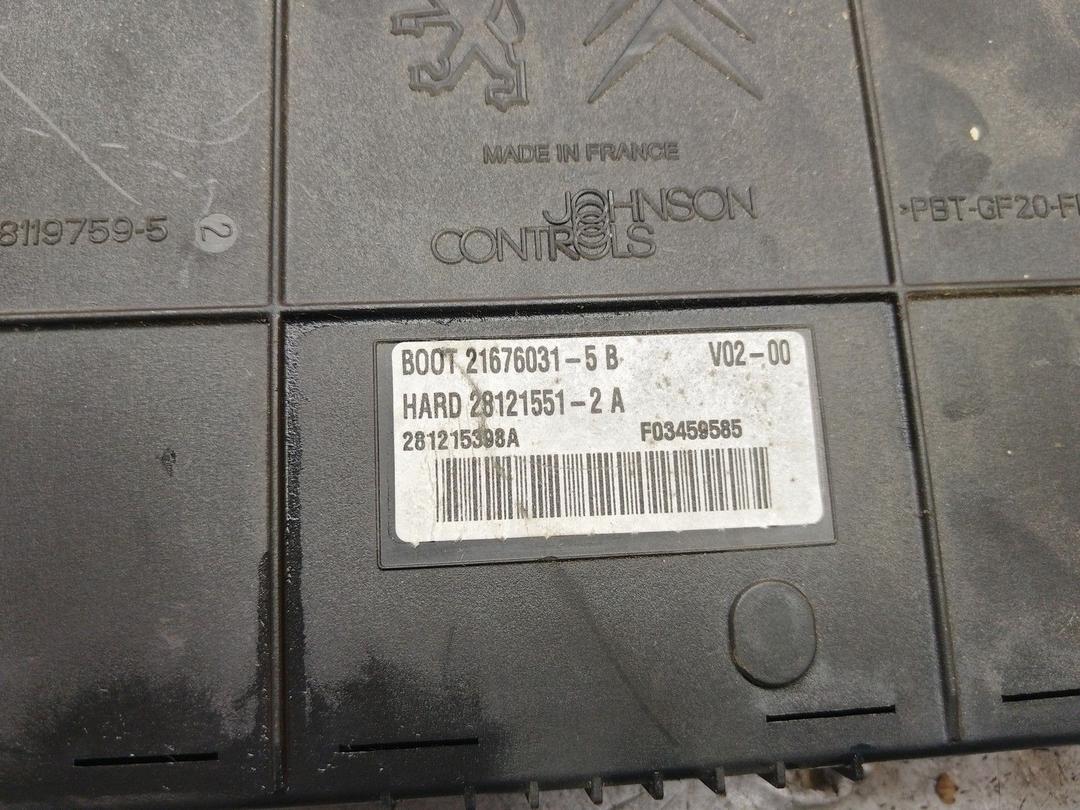 MADE IN FRANCE
JOHNSON
CONTROLS
8119759-5
2
>PBT-GF20-F
BOOT 21676031-5 B V02-00
HARD 28121551-2 A
281215398A F03459585